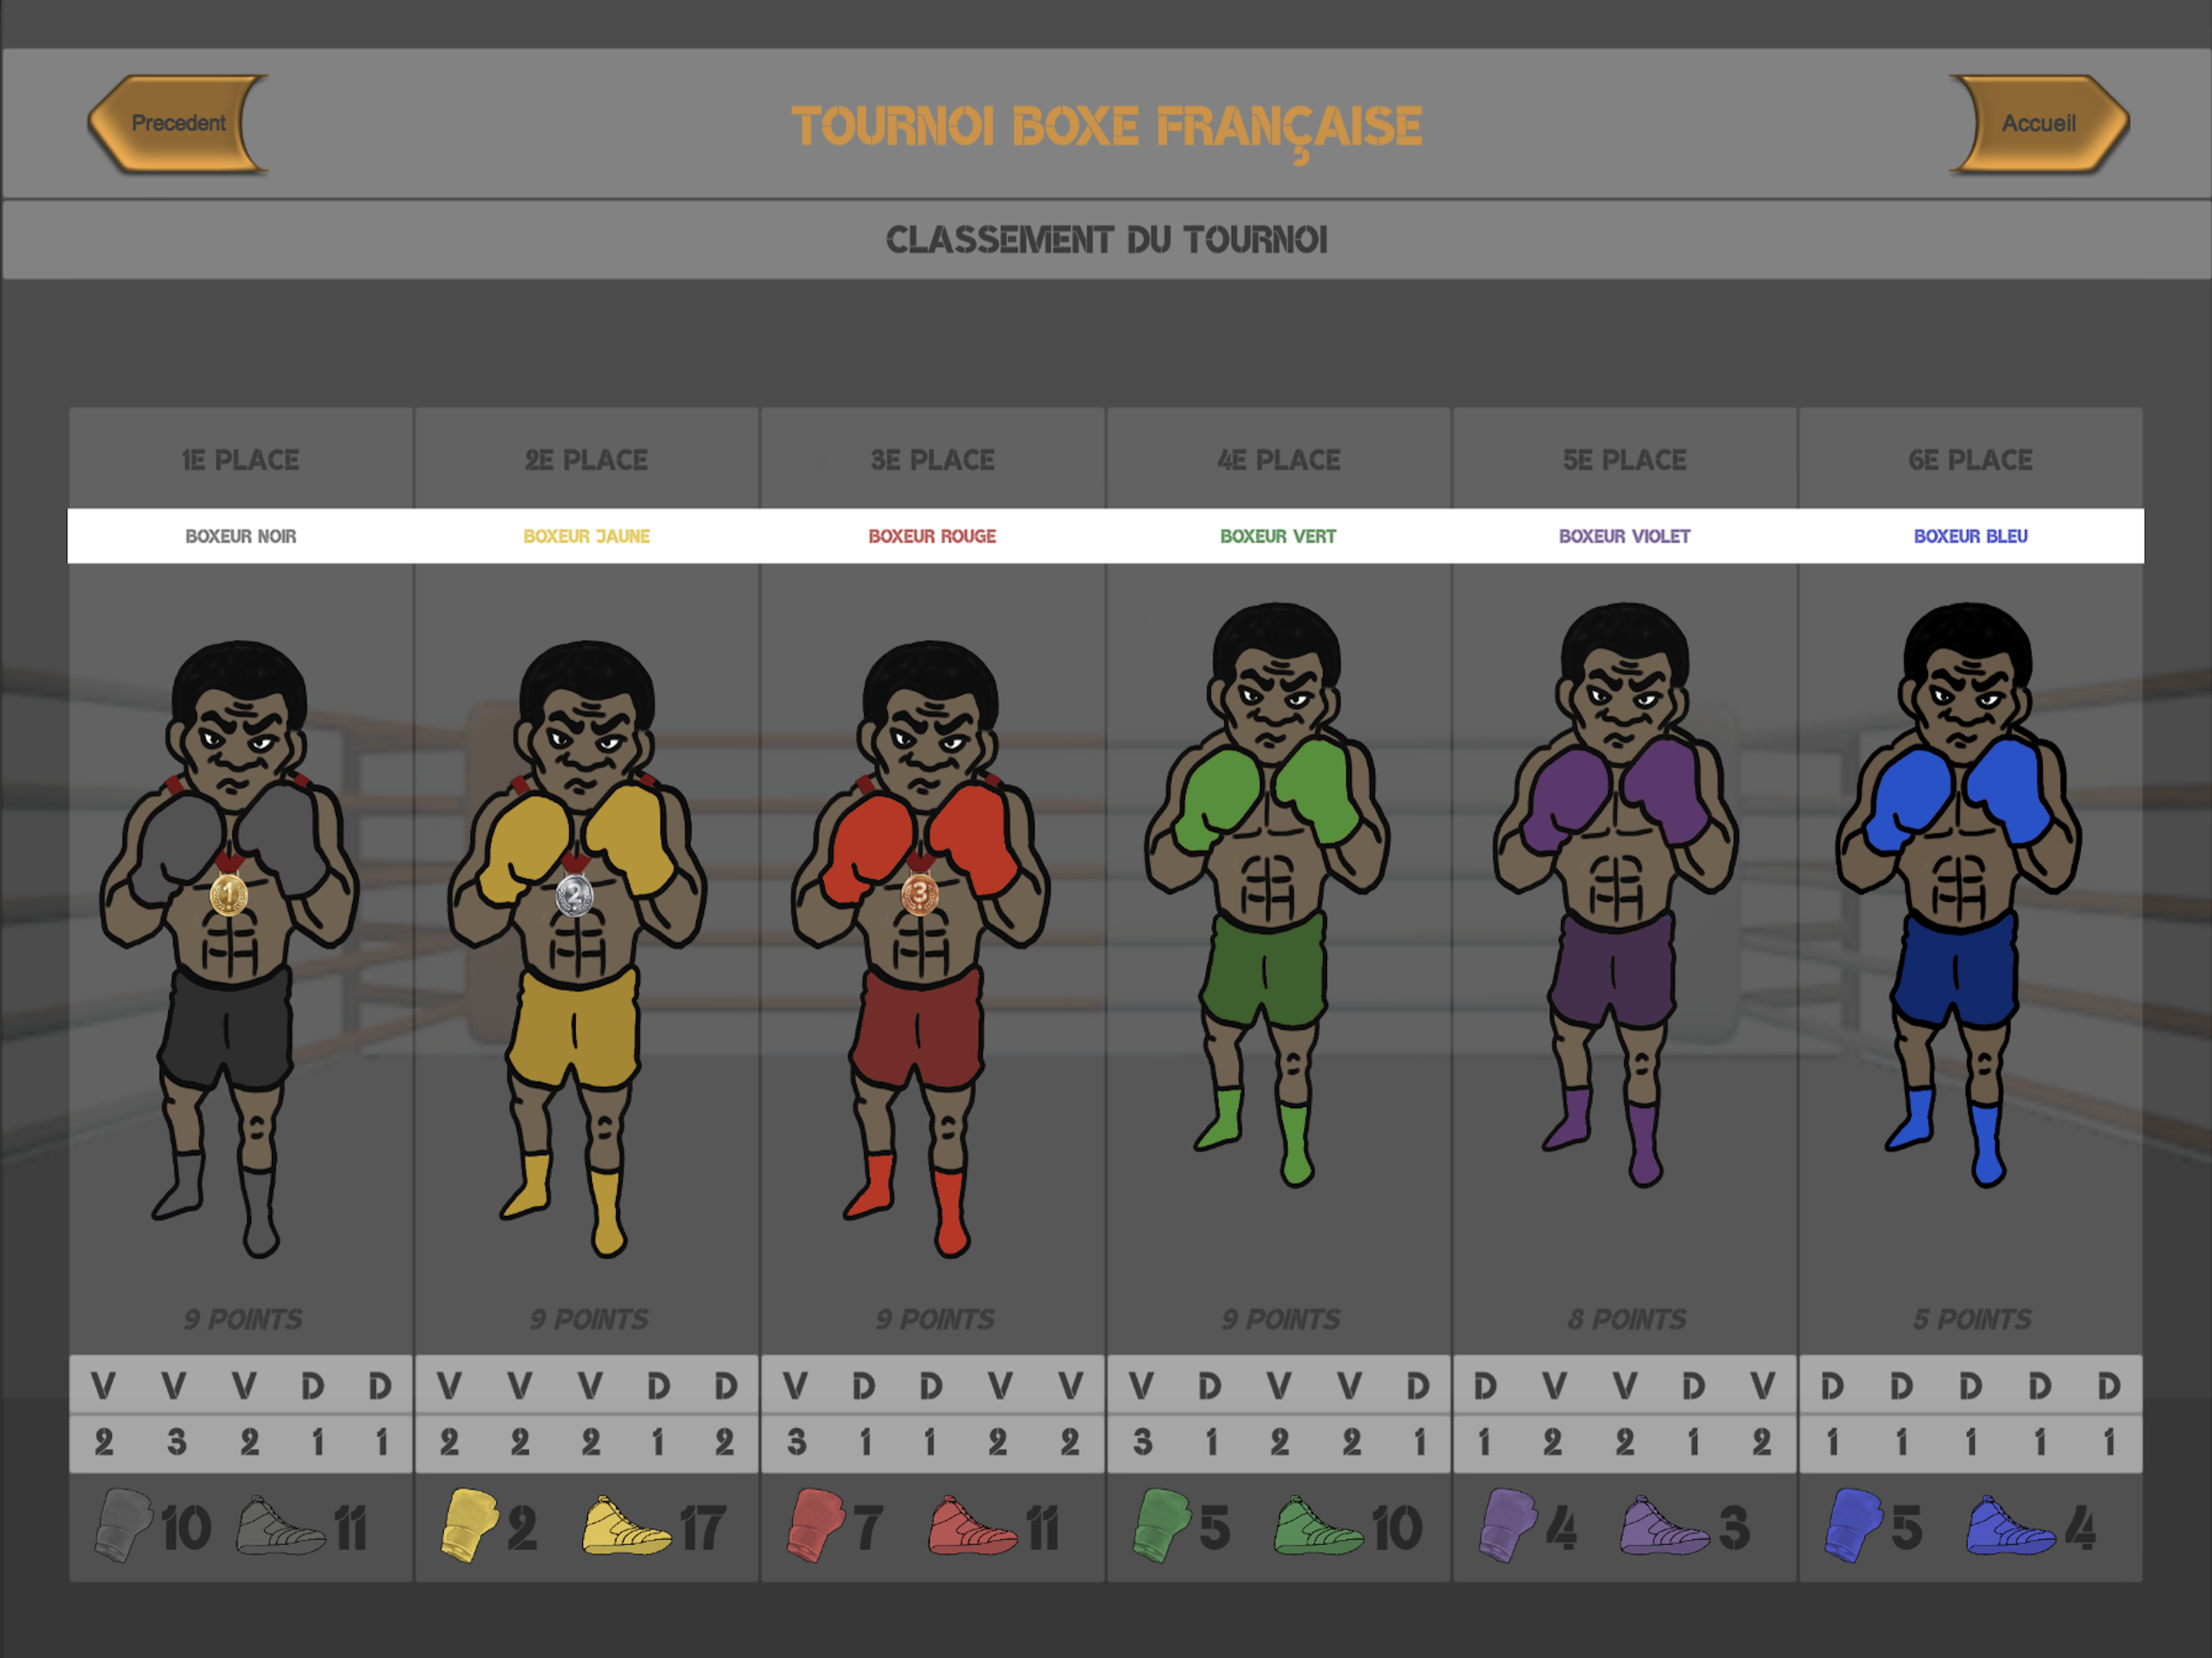 Precedent
TOURNOI BOXE FRANÇAISE
Accueil
CLASSEMENT DU TOURNOI
1E PLACE 2E PLACE 3E PLACE 4E PLACE 5E PLACE 6E PLACE
BOXEUR NOIR BOXEUR JAUNE BOXEUR ROUGE BOXEUR VERT BOXEUR VIOLET BOXEUR BLEU
1 2 3
9 POINTS 9 POINTS 9 POINTS 9 POINTS 8 POINTS 5 POINTS
V V V D D V V V D D V D D V V V D V V D D V V D V D D D D D
2 3 2 1 1 2 2 2 1 2 3 1 1 2 2 3 1 2 2 1 1 2 2 1 2 1 1 1 1 1
10 11 2 17 7 11 5 10 4 3 5 4